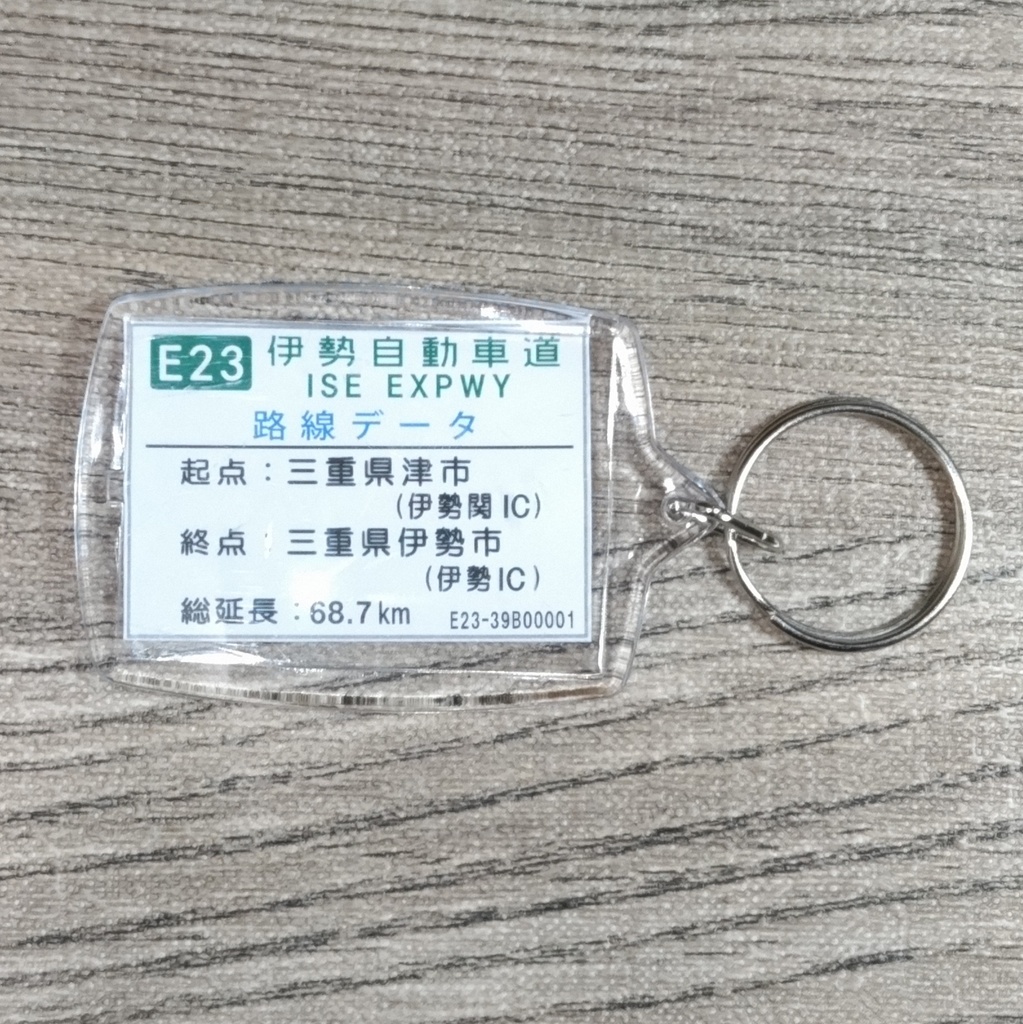 E23 伊勢自動車道
ISE EXPWY
路線データ
起点：三重県津市
(伊勢関IC)
終点：三重県伊勢市
(伊勢IC)
総延長：68.7km E23-39B00001